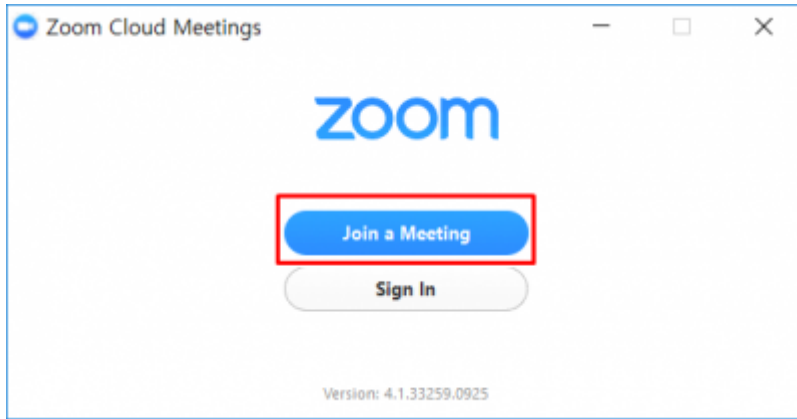 Zoom Cloud Meetings
zoom
Join a Meeting
Sign In
Version: 4.1.33259.0925